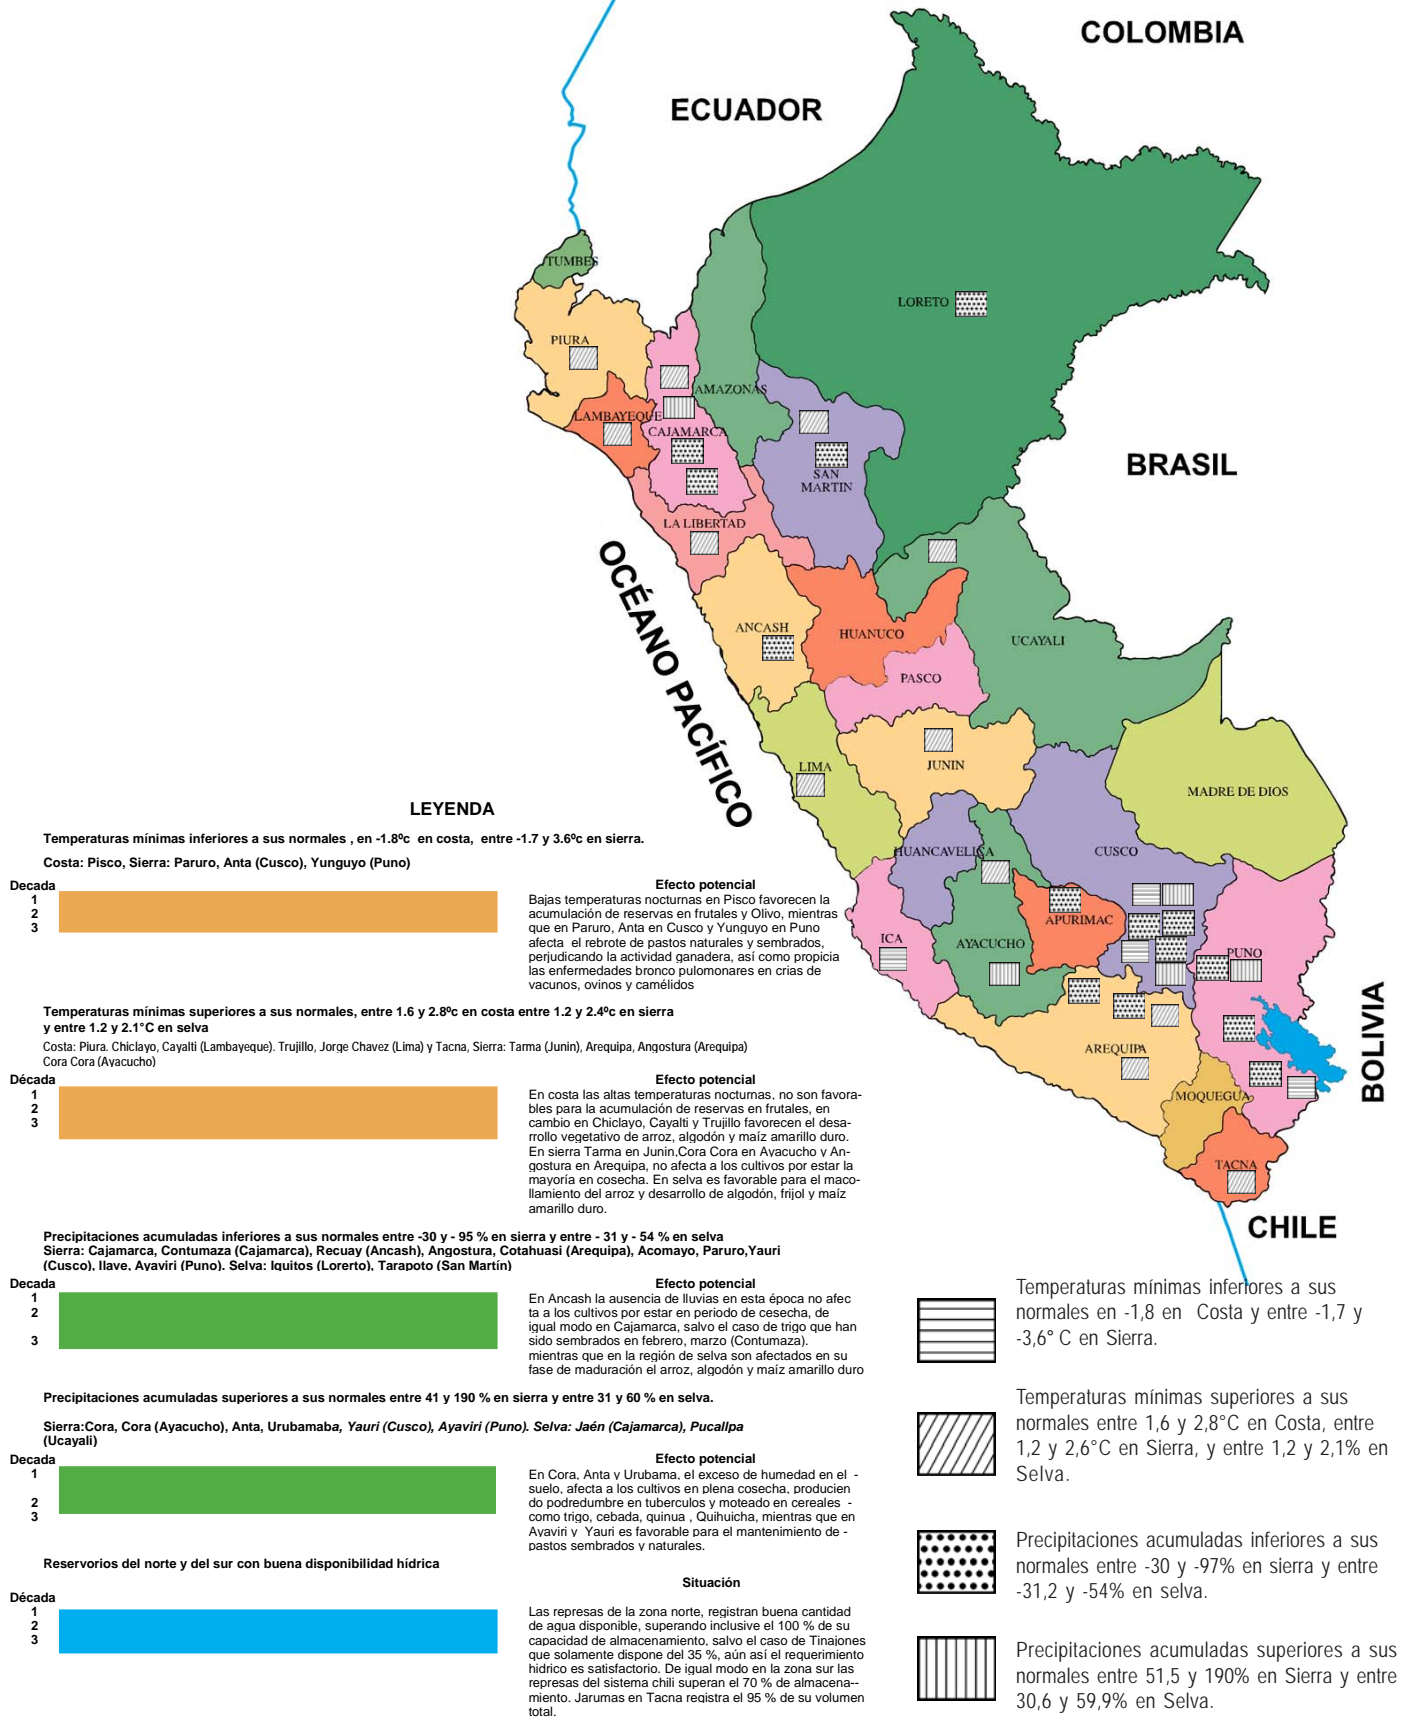 COLOMBIA
ECUADOR
TUMBES
LORETO
PIURA
AMAZONAS
LAMBAYEQUE
CAJAMARCA
BRASIL
SAN
MARTIN
LA LIBERTAD
OCÉANO PACÍFICO
ANCASH
HUANUCO
UCAYALI
PASCO
LIMA
JUNIN
MADRE DE DIOS
HUANCAVELICA
CUSCO
ICA
AYACUCHO
APURIMAC
PUNO
AREQUIPA
MOQUEGUA
TACNA
BOLIVIA
CHILE
LEYENDA
Temperaturas mínimas inferiores a sus normales , en -1.8ºc en costa, entre -1.7 y 3.6ºc en sierra.
Costa: Pisco, Sierra: Paruro, Anta (Cusco), Yunguyo (Puno)
Decada
1
2
3
Efecto potencial
Bajas temperaturas nocturnas en Pisco favorecen la
acumulación de reservas en frutales y Olivo, mientras
que en Paruro, Anta en Cusco y Yunguyo en Puno
afecta el rebrote de pastos naturales y sembrados,
perjudicando la actividad ganadera, así como propicia
las enfermedades bronco pulmonares en crias de
vacunos, ovinos y camélidos
Temperaturas mínimas superiores a sus normales, entre 1.6 y 2.8ºc en costa entre 1.2 y 2.4ºc en sierra
y entre 1.2 y 2.1°C en selva
Costa: Piura. Chiclayo, Cayalti (Lambayeque). Trujillo, Jorge Chavez (Lima) y Tacna, Sierra: Tarma (Junin), Arequipa, Angostura (Arequipa)
Cora Cora (Ayacucho)
Década
1
2
3
Efecto potencial
En costa las altas temperaturas nocturnas, no son favora-
bles para la acumulación de reservas en frutales, en
cambio en Chiclayo, Cayalti y Trujillo favorecen el desa-
rrollo vegetativo de arroz, algodón y maíz amarillo duro.
En sierra Tarma en Junin,Cora Cora en Ayacucho y An-
gostura en Arequipa, no afecta a los cultivos por estar la
mayoría en cosecha. En selva es favorable para el maco-
llamiento del arroz y desarrollo de algodón, frijol y maíz
amarillo duro.
Precipitaciones acumuladas inferiores a sus normales entre -30 y - 95 % en sierra y entre - 31 y - 54 % en selva
Sierra: Cajamarca, Contumaza (Cajamarca), Recuay (Ancash), Angostura, Cotahuasi (Arequipa), Acomayo, Paruro,Yauri
(Cusco), Ilave, Ayaviri (Puno). Selva: Iquitos (Lorerto), Tarapoto (San Martín)
Decada
1
2
3
Efecto potencial
En Ancash la ausencia de lluvias en esta época no afec
ta a los cultivos por estar en periodo de cesecha, de
igual modo en Cajamarca, salvo el caso de trigo que han
sido sembrados en febrero, marzo (Contumaza).
mientras que en la región de selva son afectados en su
fase de maduración el arroz, algodón y maíz amarillo duro
Precipitaciones acumuladas superiores a sus normales entre 41 y 190 % en sierra y entre 31 y 60 % en selva.
Sierra:Cora, Cora (Ayacucho), Anta, Urubamaba, Yauri (Cusco), Ayaviri (Puno). Selva: Jaén (Cajamarca), Pucallpa
(Ucayali)
Decada
1
2
3
Efecto potencial
En Cora, Anta y Urubama, el exceso de humedad en el -
suelo, afecta a los cultivos en plena cosecha, producien
do podredumbre en tuberculos y moteado en cereales -
como trigo, cebada, quinua , Quihuicha, mientras que en
Ayaviri y Yauri es favorable para el mantenimiento de -
pastos sembrados y naturales.
Reservorios del norte y del sur con buena disponibilidad hídrica
Década
1
2
3
Situación
Las represas de la zona norte, registran buena cantidad
de agua disponible, superando inclusive el 100 % de su
capacidad de almacenamiento, salvo el caso de Tinajones
que solamente dispone del 35 %, aún así el requerimiento
hidrico es satisfactorio. De igual modo en la zona sur las
represas del sistema chili superan el 70 % de almacena--
miento. Jarumas en Tacna registra el 95 % de su volumen
total.
Temperaturas mínimas inferiores a sus
normales en -1,8 en Costa y entre -1,7 y
-3,6° C en Sierra.
Temperaturas mínimas superiores a sus
normales entre 1,6 y 2,8°C en Costa, entre
1,2 y 2,6°C en Sierra, y entre 1,2 y 2,1% en
Selva.
Precipitaciones acumuladas inferiores a sus
normales entre -30 y -97% en sierra y entre
-31,2 y -54% en selva.
Precipitaciones acumuladas superiores a sus
normales entre 51,5 y 190% en Sierra y entre
30,6 y 59,9% en Selva.